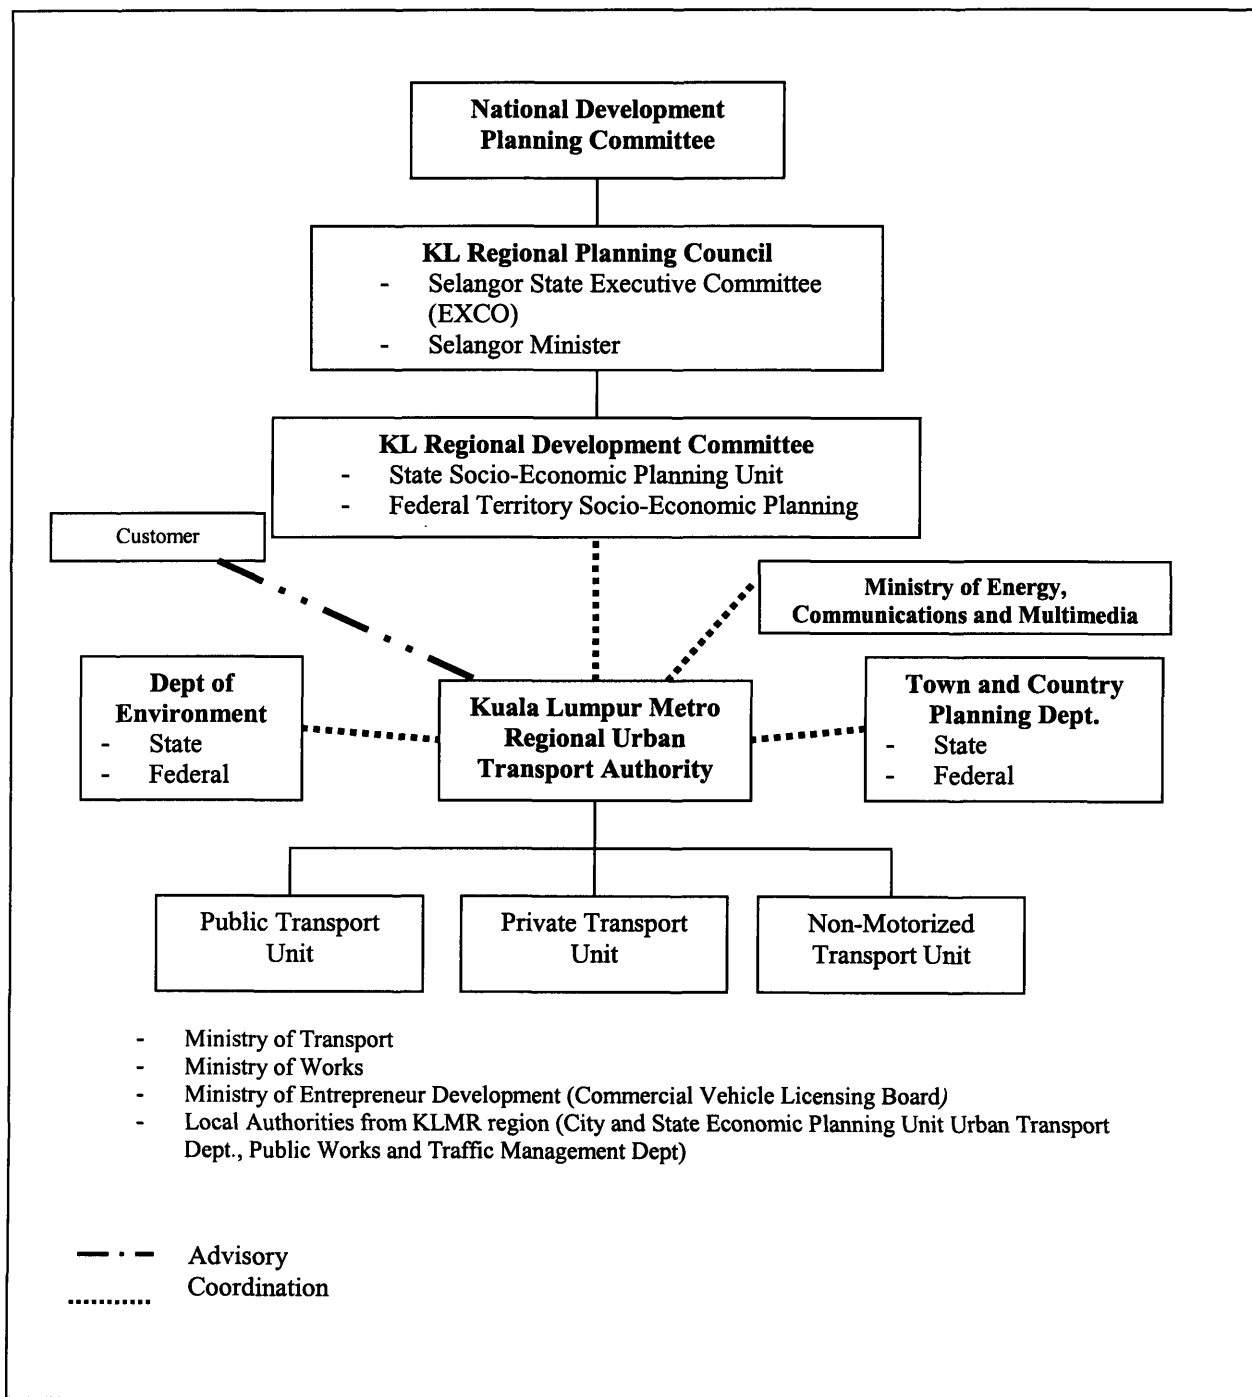 National Development
Planning Committee
KL Regional Planning Council
- Selangor State Executive Committee
(EXCO)
- Selangor Minister
KL Regional Development Committee
- State Socio-Economic Planning Unit
- Federal Territory Socio-Economic Planning
Customer
Ministry of Energy,
Communications and Multimedia
Dept of
Environment
- State
- Federal
Kuala Lumpur Metro
Regional Urban
Transport Authority
Town and Country
Planning Dept.
- State
- Federal
Public Transport
Unit
Private Transport
Unit
Non-Motorized
Transport Unit
- Ministry of Transport
- Ministry of Works
- Ministry of Entrepreneur Development (Commercial Vehicle Licensing Board)
- Local Authorities from KLMR region (City and State Economic Planning Unit Urban Transport
Dept., Public Works and Traffic Management Dept)
Advisory
Coordination